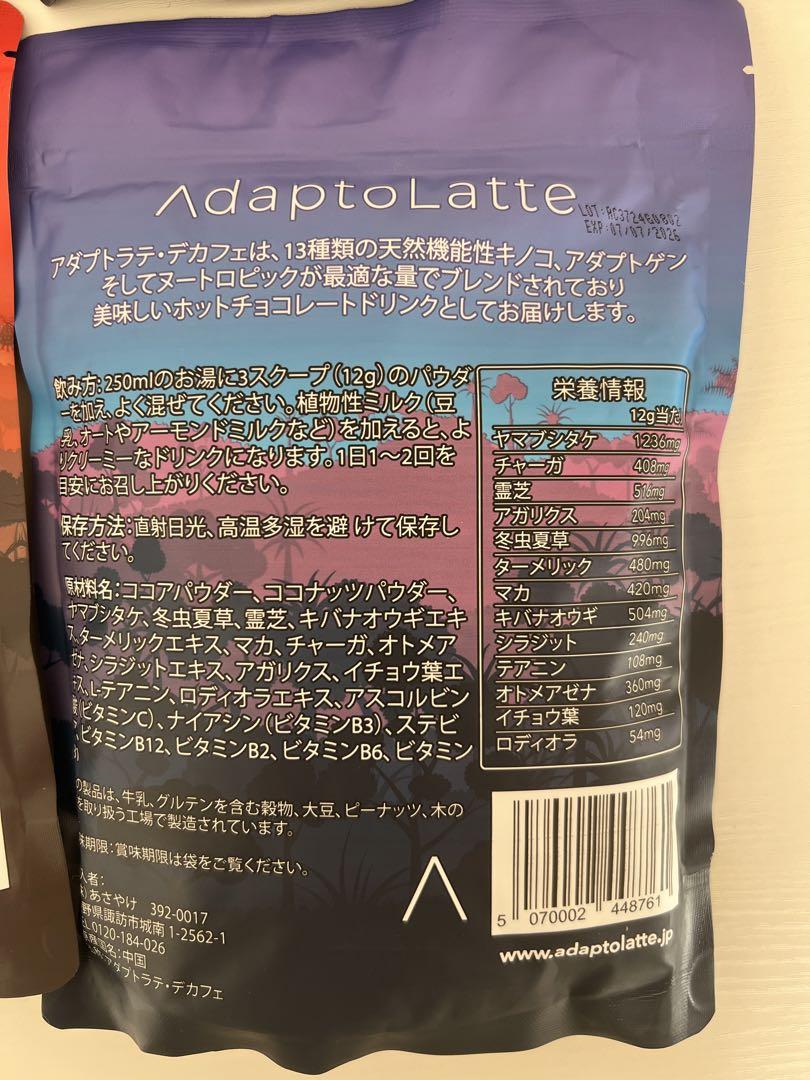 AdaptoLatte
LOT: AC372460802
EXP: 07/07/2026
アダプトラテ・デカフェは、13種類の天然機能性キノコ、アダプトゲン
そしてヌートロピックが最適な量でブレンドされており
美味しいホットチョコレートドリンクとしてお届けします。
飲み方: 250mlのお湯に3スクープ(12g)のパウダ
ーを加え、よく混ぜてください。植物性ミルク(豆
乳、オートやアーモンドミルクなど)を加えると、よ
りクリーミーなドリンクになります。1日1~2回を
目安にお召し上がりください。
保存方法: 直射日光、高温多湿を避 けて保存し
てください。
原材料名: ココアパウダー、ココナッツパウダー、
ヤマブシタケ、冬虫夏草、霊芝、キバナオウギエキ
ス、ターメリックエキス、マカ、チャーガ、オトメア
ゼナ、シラジットエキス、アガリクス、イチョウ葉エ
キス、L-テアニン、ロディオラエキス、アスコルビン
酸(ビタミンC)、ナイアシン(ビタミンB3)、ステビ
、ビタミンB12、ビタミンB2、ビタミンB6、ビタミン
の製品は、牛乳、グルテンを含む穀物、大豆、ピーナッツ、木の
を取り扱う工場で製造されています。
味期限: 賞味期限は袋をご覧ください。
入者:
) あさやけ 392-0017
野県諏訪市城南 1-2562-1
0120-184-026
国名: 中国
アダプトラテ・デカフェ
栄養情報
12g当た
ヤマブシタケ 1236mg
チャーガ 408mg
霊芝 516mg
アガリクス 204mg
冬虫夏草 996mg
ターメリック 480mg
マカ 420mg
キバナオウギ 504mg
シラジット 240mg
テアニン 108mg
オトメアゼナ 360mg
イチョウ葉 120mg
ロディオラ 54mg
5 070002 448761
www.adaptolatte.jp